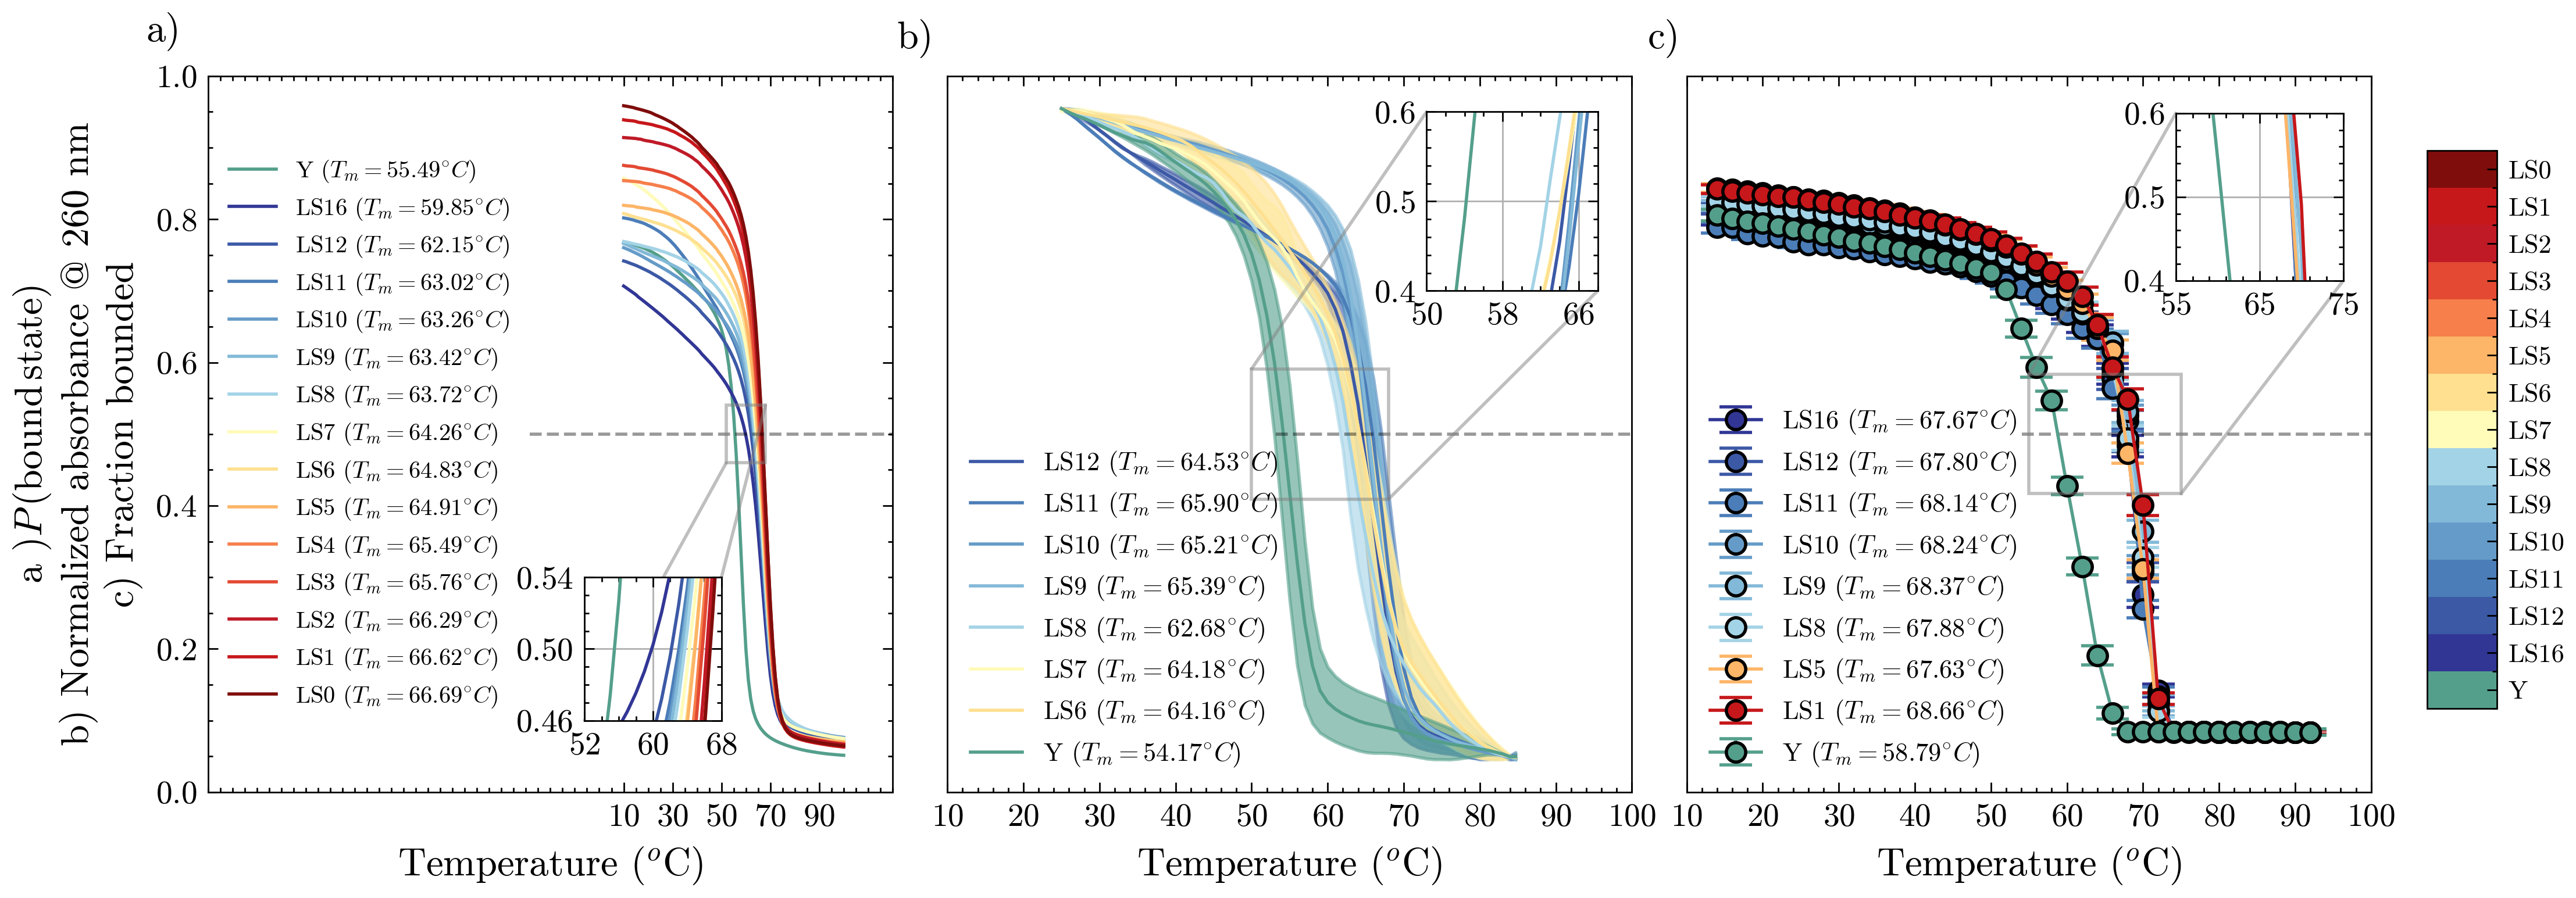 a)
b)
c)
a )P(bound state)
b) Normalized absorbance @ 260 nm
c) Fraction bounded
1.0
0.8
0.6
0.4
0.2
0.0
Y (Tm = 55.49°C)
LS16 (Tm = 59.85°C)
LS12 (Tm = 62.15°C)
LS11 (Tm = 63.02°C)
LS10 (Tm = 63.26°C)
LS9 (Tm = 63.42°C)
LS8 (Tm = 63.72°C)
LS7 (Tm = 64.26°C)
LS6 (Tm = 64.83°C)
LS5 (Tm = 64.91°C)
LS4 (Tm = 65.49°C)
LS3 (Tm = 65.76°C)
LS2 (Tm = 66.29°C)
LS1 (Tm = 66.62°C)
LS0 (Tm = 66.69°C)
0.54
0.50
0.46
52 60 68
10 30 50 70 90
Temperature (°C)
0.6
0.5
0.4
50 58 66
LS12 (Tm = 64.53°C)
LS11 (Tm = 65.90°C)
LS10 (Tm = 65.21°C)
LS9 (Tm = 65.39°C)
LS8 (Tm = 62.68°C)
LS7 (Tm = 64.18°C)
LS6 (Tm = 64.16°C)
Y (Tm = 54.17°C)
10 20 30 40 50 60 70 80 90 100
Temperature (°C)
0.6
0.5
0.4
55 65 75
LS16 (Tm = 67.67°C)
LS12 (Tm = 67.80°C)
LS11 (Tm = 68.14°C)
LS10 (Tm = 68.24°C)
LS9 (Tm = 68.37°C)
LS8 (Tm = 67.88°C)
LS5 (Tm = 67.63°C)
LS1 (Tm = 68.66°C)
Y (Tm = 58.79°C)
10 20 30 40 50 60 70 80 90 100
Temperature (°C)
LS0
LS1
LS2
LS3
LS4
LS5
LS6
LS7
LS8
LS9
LS10
LS11
LS12
LS16
Y